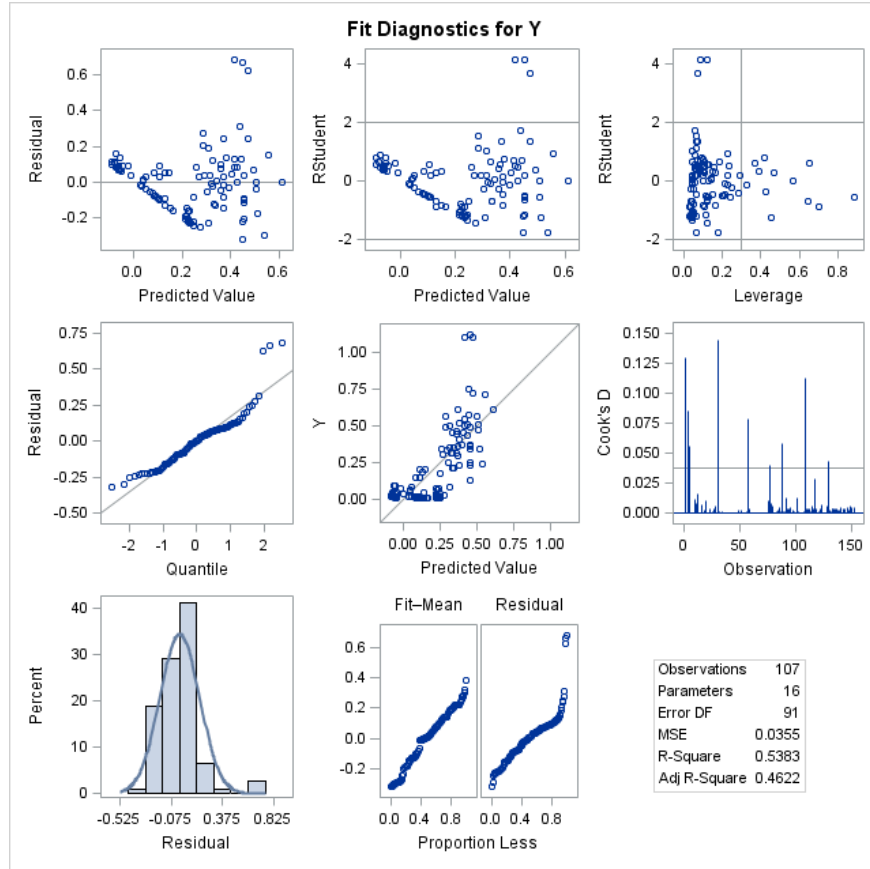 Fit Diagnostics for Y
Residual
0.6
0.4
0.2
0.0
-0.2
0.0 0.2 0.4 0.6
Predicted Value
RStudent
4
2
0
-2
0.0 0.2 0.4 0.6
Predicted Value
RStudent
4
2
0
-2
0.0 0.2 0.4 0.6 0.8
Leverage
Residual
0.75
0.50
0.25
0.00
-0.25
-0.50
-2 -1 0 1 2
Quantile
Y
1.00
0.75
0.50
0.25
0.00
0.00 0.25 0.50 0.75 1.00
Predicted Value
Cook's D
0.150
0.125
0.100
0.075
0.050
0.025
0.000
0 50 100 150
Observation
Percent
40
30
20
10
0
-0.525 -0.075 0.375 0.825
Residual
Fit–Mean Residual
0.6
0.4
0.2
0.0
-0.2
0.0 0.4 0.8 0.0 0.4 0.8
Proportion Less
Observations 107
Parameters 16
Error DF 91
MSE 0.0355
R-Square 0.5383
Adj R-Square 0.4622